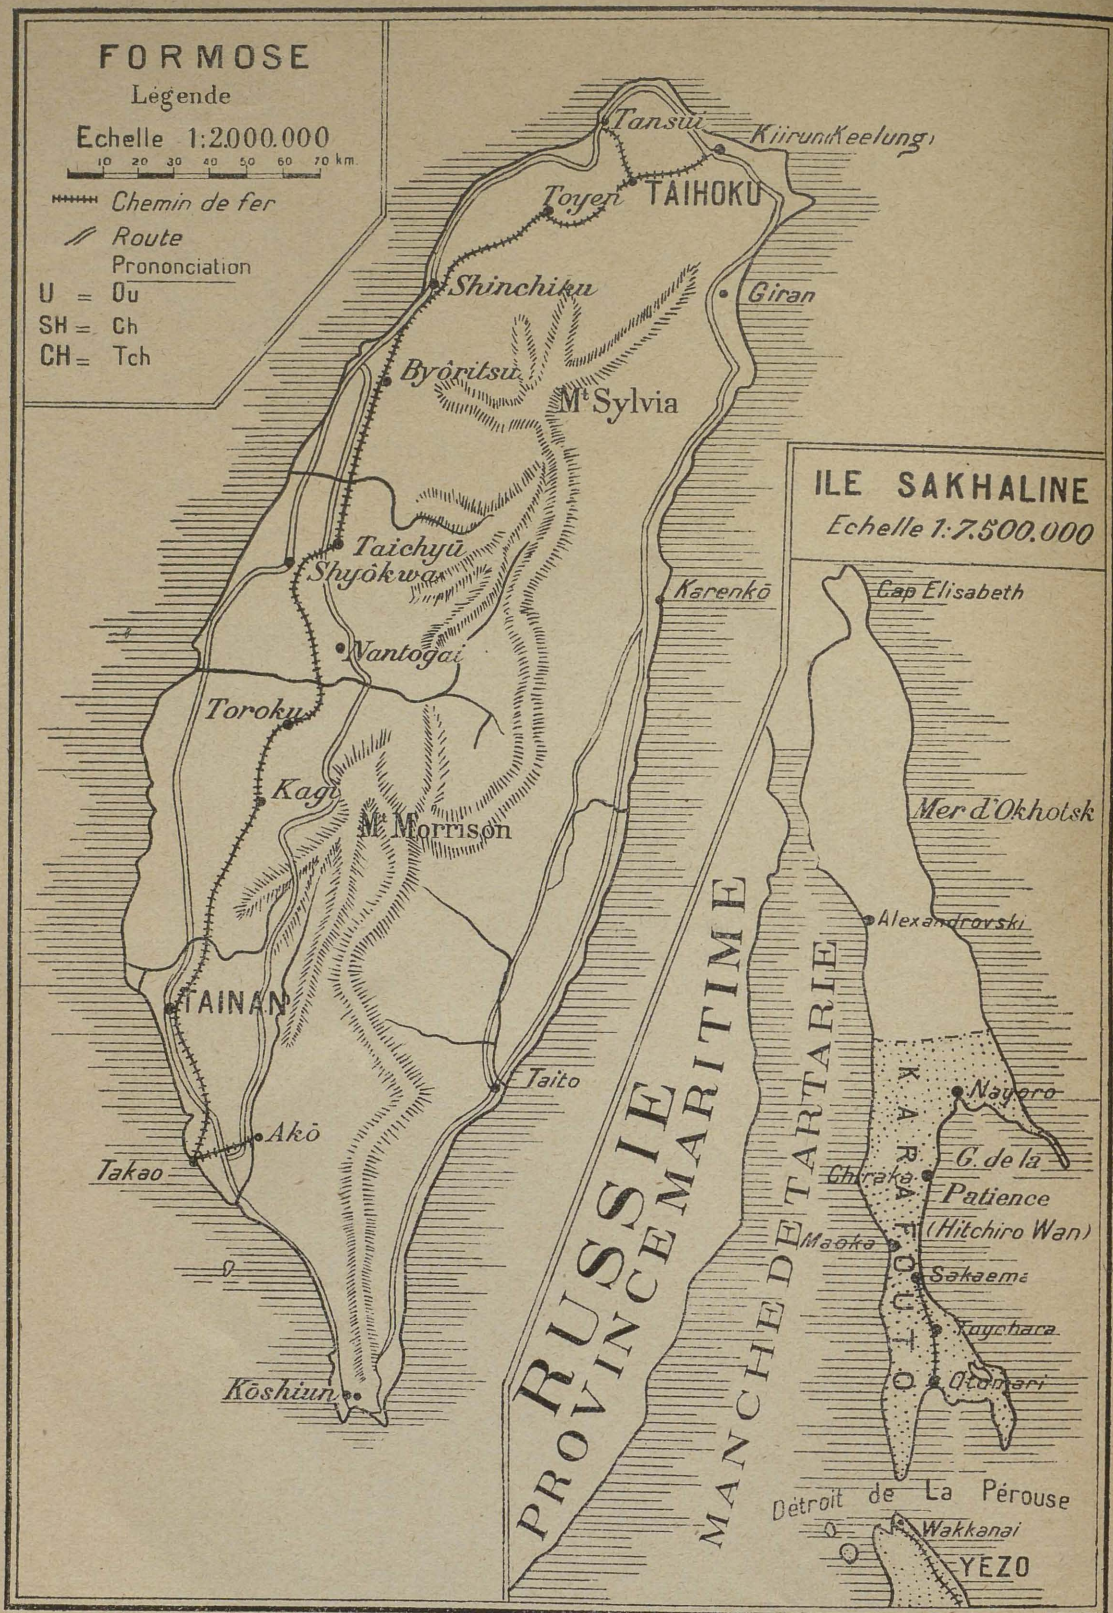 FORMOSE
Légende
Echelle 1:2.000.000
10 20 30 40 50 60 70 km.
Chemin de fer
Route
Prononciation
U = Ou
SH = Ch
CH = Tch
Tansui
Kiirun(Keelung)
Toyen
TAIHOKU
Shinchiku
Giran
Byôritsu
Mt Sylvia
Taichyū
Shyôkwa
Karenkō
Nantogai
Toroku
Kagi
Mt Morrison
TAINAN
Taito
Akō
Takao
Kōshiun
ILE SAKHALINE
Echelle 1:7.500.000
Cap Elisabeth
Mer d'Okhotsk
Alexandrovski
RUSSIE
PROVINCE MARITIME
MANCHE DE TARTARIE
KARAFOUTO
Nayoro
G. de la
Patience
(Hitchiro Wan)
Chiraka
Maoka
Sakaema
Toyohara
Otomari
Détroit de La Pérouse
Wakkanai
YEZO